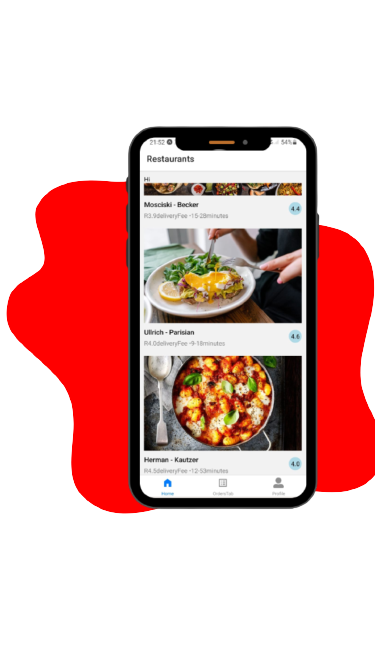 21:52
54%
Restaurants
Hi
Mosciski - Becker
4.4
R3.9deliveryFee -15-28minutes
Ullrich - Parisian
4.6
R4.0deliveryFee -9-18minutes
Herman - Kautzer
4.0
R4.5deliveryFee -12-53minutes
Home
OrdersTab
Profile